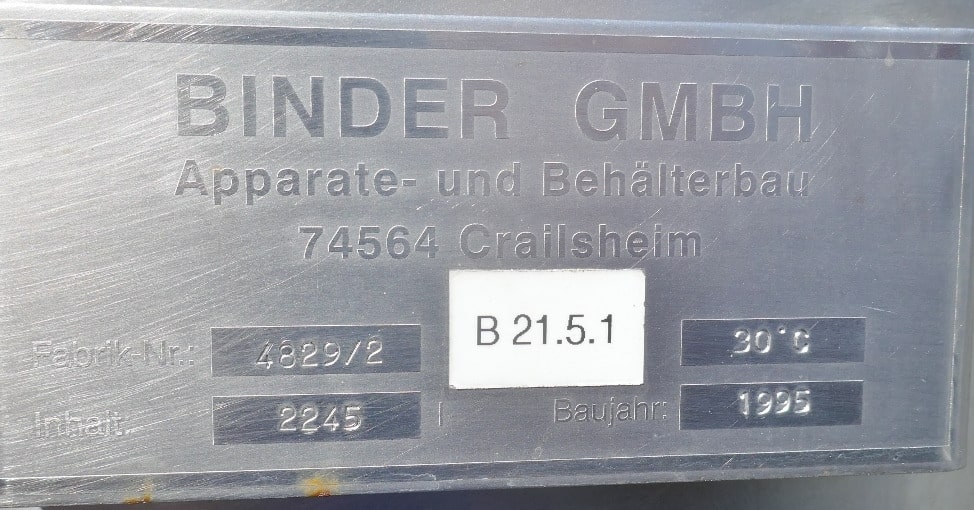 BINDER GMBH
Apparate- und Behälterbau
74564 Crailsheim
B 21.5.1
Fabrik-Nr.: 4829/2 30°C
Inhalt: 2245 l Baujahr: 1995